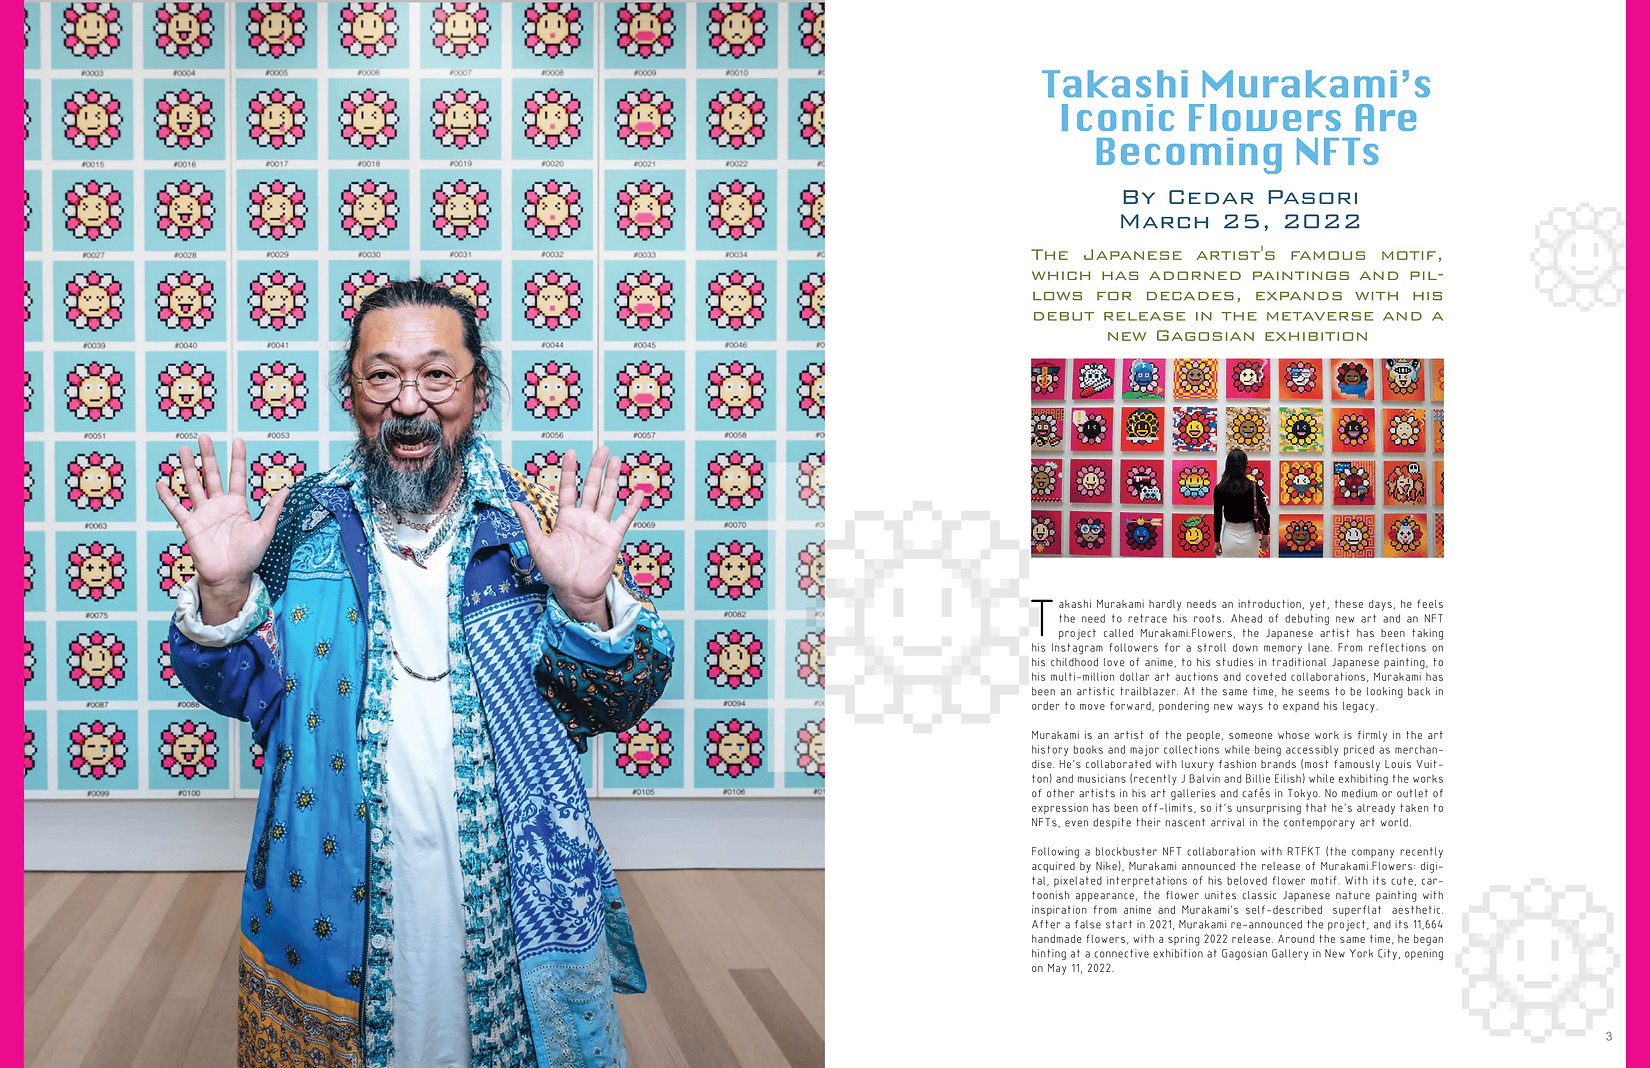 #0003 #0004 #0005 #0006 #0007 #0008 #0009 #0010
#0015 #0016 #0017 #0018 #0019 #0020 #0021 #0022
#0027 #0028 #0029 #0030 #0031 #0032 #0033 #0034
#0039 #0040 #0041 #0044 #0045 #0046
#0051 #0052 #0053 #0056 #0057 #0058
#0063 #0069 #0070
#0075 #0082
#0087 #0088 #0094
#0099 #0100 #0105 #0106
Takashi Murakami's
Iconic Flowers Are
Becoming NFTs
By Cedar Pasori
March 25, 2022
The Japanese artist's famous motif,
which has adorned paintings and pil-
lows for decades, expands with his
debut release in the metaverse and a
new Gagosian exhibition
Takashi Murakami hardly needs an introduction, yet, these days, he feels
the need to retrace his roots. Ahead of debuting new art and an NFT
project called Murakami.Flowers, the Japanese artist has been taking
his Instagram followers for a stroll down memory lane. From reflections on
his childhood love of anime, to his studies in traditional Japanese painting, to
his multi-million dollar art auctions and coveted collaborations, Murakami has
been an artistic trailblazer. At the same time, he seems to be looking back in
order to move forward, pondering new ways to expand his legacy.
Murakami is an artist of the people, someone whose work is firmly in the art
history books and major collections while being accessibly priced as merchan-
dise. He's collaborated with luxury fashion brands (most famously Louis Vuit-
ton) and musicians (recently J Balvin and Billie Eilish) while exhibiting the works
of other artists in his art galleries and cafés in Tokyo. No medium or outlet of
expression has been off-limits, so it's unsurprising that he's already taken to
NFTs, even despite their nascent arrival in the contemporary art world.
Following a blockbuster NFT collaboration with RTFKT (the company recently
acquired by Nike), Murakami announced the release of Murakami.Flowers: digi-
tal, pixelated interpretations of his beloved flower motif. With its cute, car-
toonish appearance, the flower unites classic Japanese nature painting with
inspiration from anime and Murakami's self-described superflat aesthetic.
After a false start in 2021, Murakami re-announced the project, and its 11,664
handmade flowers, with a spring 2022 release. Around the same time, he began
hinting at a connective exhibition at Gagosian Gallery in New York City, opening
on May 11, 2022.
3